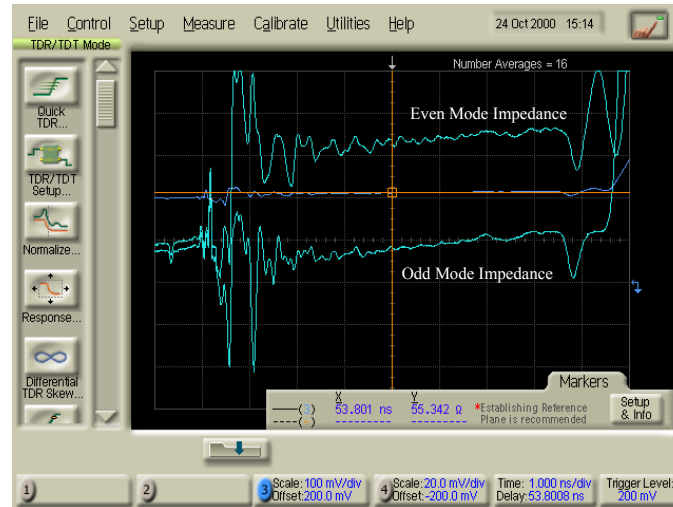 File Control Setup Measure Calibrate Utilities Help 24 Oct 2000 15:14
TDR/TDT Mode
Number Averages = 16
Quick
TDR...
TDR/TDT
Setup...
Normalize...
Response...
Differential
TDR Skew...
Even Mode Impedance
Odd Mode Impedance
Markers
X Y
(3) 53.801 ns 55.342 Ω *Establishing Reference
----( ) --------- --------- Plane is recommended
Setup
& Info
1) 2)
3) Scale: 100 mV/div
Offset: 200.0 mV
4) Scale: 20.0 mV/div
Offset: -200.0 mV
Time: 1.000 ns/div
Delay: 53.8008 ns
Trigger Level:
200 mV